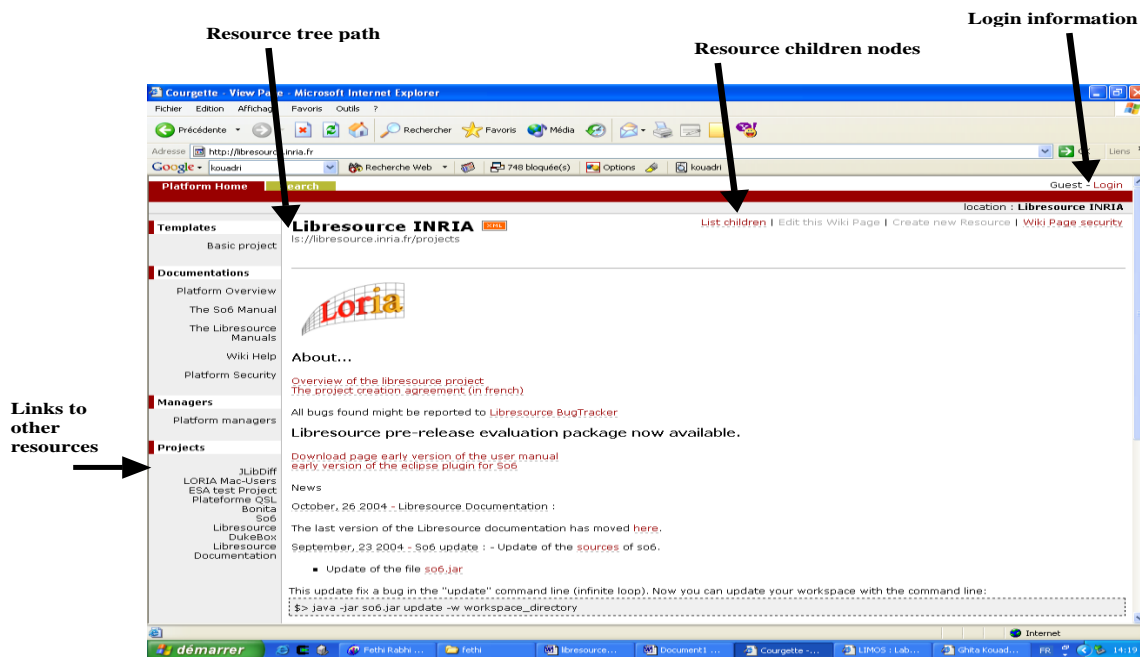 Login information
Resource tree path
Resource children nodes
Courgette - View Page - Microsoft Internet Explorer
Fichier Edition Affichage Favoris Outils ?
Précédente Rechercher Favoris Média
Adresse http://libresource.inria.fr Liens
Google kouadri Recherche Web 748 bloquée(s) Options kouadri
Platform Home Search Guest - Login
location : Libresource INRIA
Templates
Basic project
Documentations
Platform Overview
The So6 Manual
The Libresource
Manuals
Wiki Help
Platform Security
Managers
Platform managers
Projects
JLibDiff
LORIA Mac-Users
ESA test Project
Plateforme QSL
Bonita
So6
Libresource
DukeBox
Libresource
Documentation
Links to
other
resources
Libresource INRIA XML
List children | Edit this Wiki Page | Create new Resource | Wiki Page security
ls://libresource.inria.fr/projects
Loria
About...
Overview of the libresource project
The project creation agreement (in french)
All bugs found might be reported to Libresource BugTracker
Libresource pre-release evaluation package now available.
Download page early version of the user manual
early version of the eclipse plugin for So6
News
October, 26 2004 - Libresource Documentation :
The last version of the Libresource documentation has moved here.
September, 23 2004 - So6 update : - Update of the sources of so6.
Update of the file so6.jar
This update fix a bug in the "update" command line (infinite loop). Now you can update your workspace with the command line:
$> java -jar so6.jar update -w workspace_directory
Internet
démarrer Fethi Rabhi ... fethi libresource... Document1 ... Courgette -... LIMOS : Lab... Ghita Kouad... FR 14:19